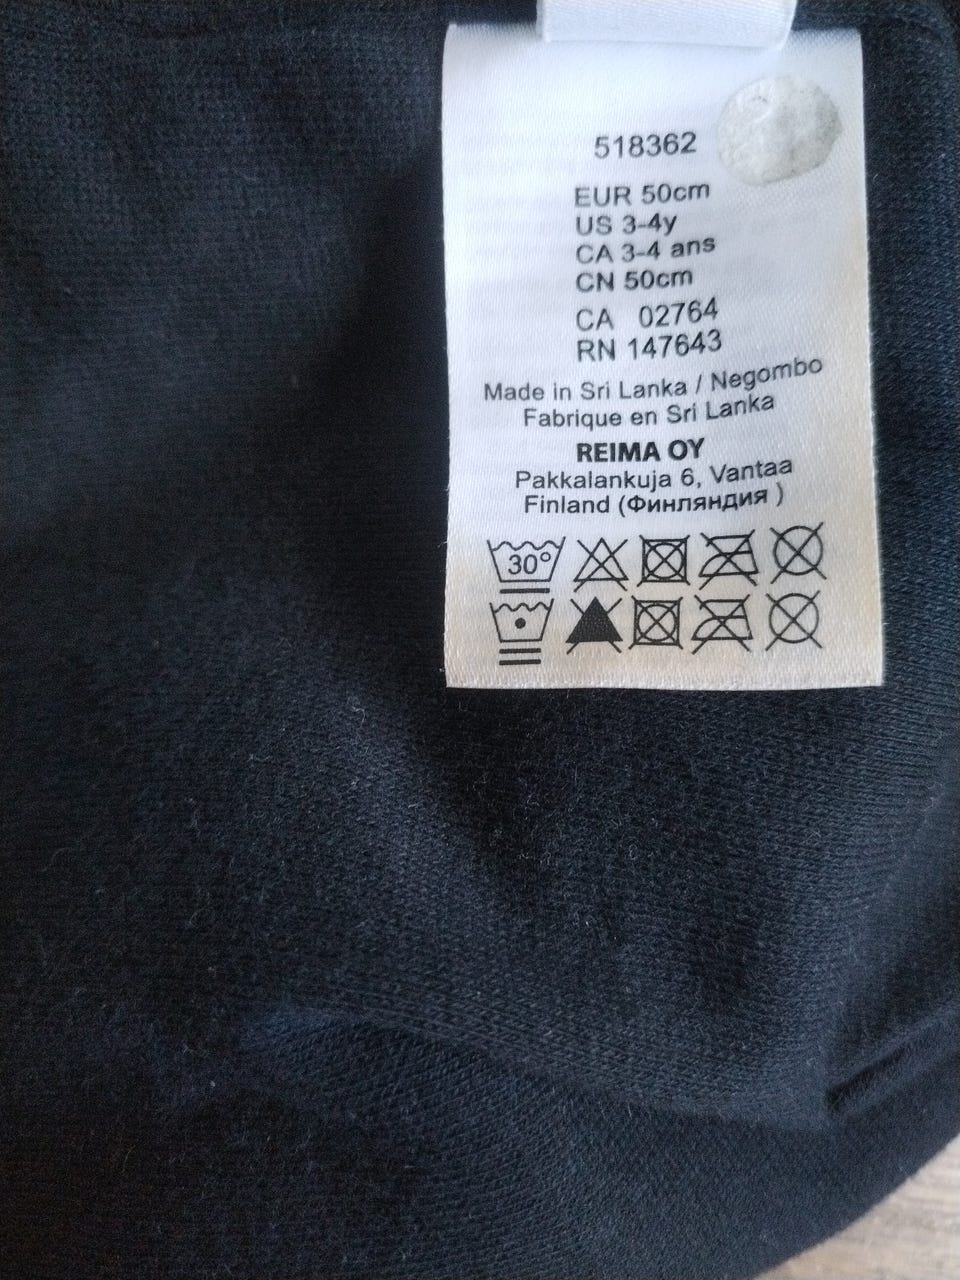 518362
EUR 50cm
US 3-4y
CA 3-4 ans
CN 50cm
CA 02764
RN 147643
Made in Sri Lanka / Negombo
Fabrique en Sri Lanka
REIMA OY
Pakkalankuja 6, Vantaa
Finland (Финляндия )
30°